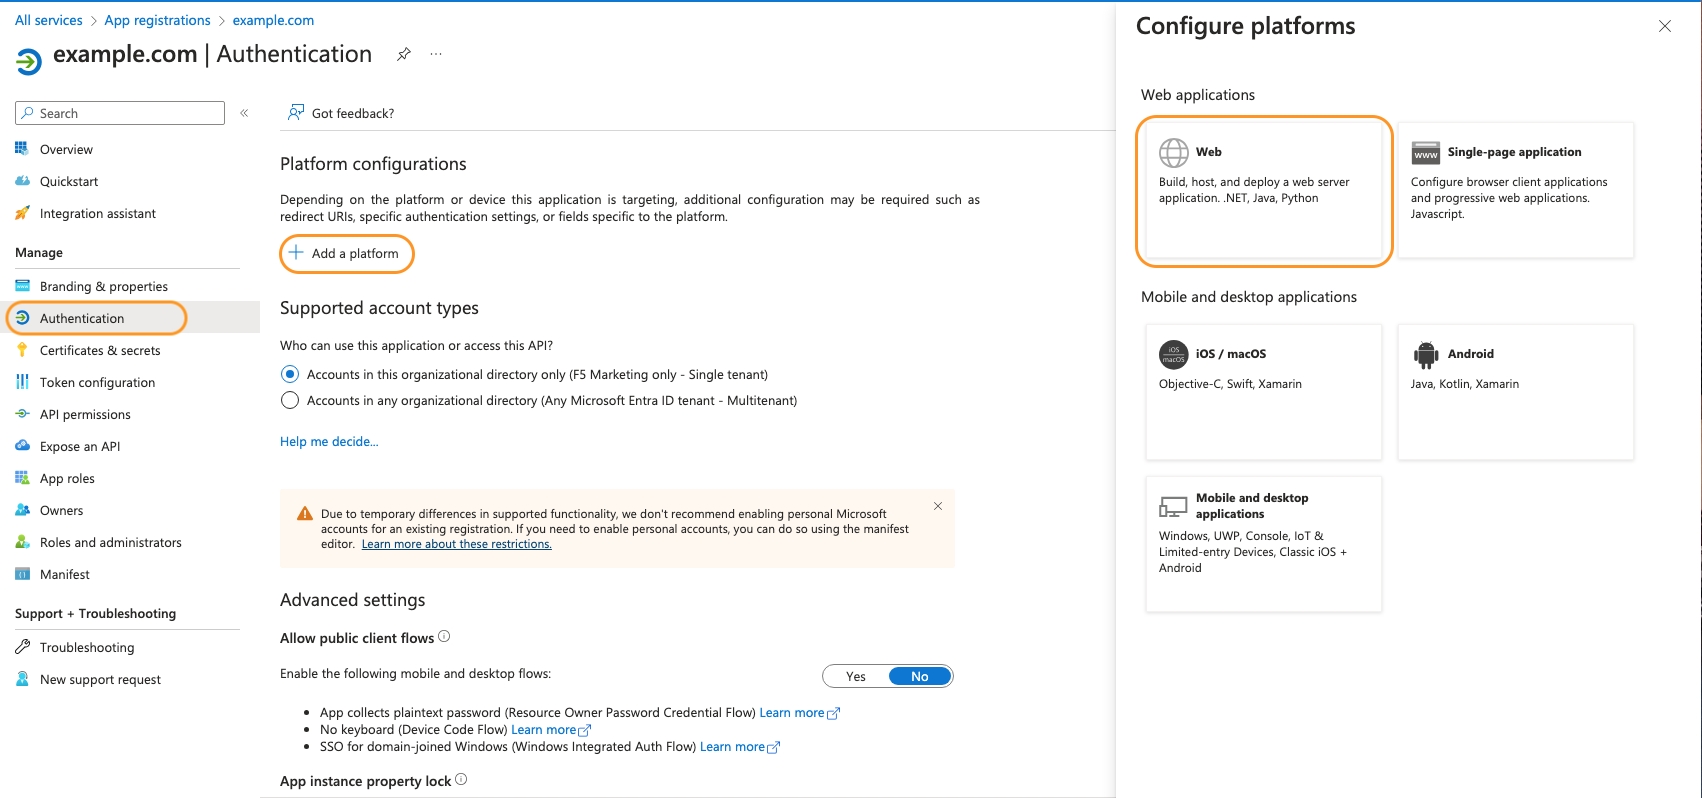 All services > App registrations > example.com
example.com | Authentication
Search
Overview
Quickstart
Integration assistant
Manage
Branding & properties
Authentication
Certificates & secrets
Token configuration
API permissions
Expose an API
App roles
Owners
Roles and administrators
Manifest
Support + Troubleshooting
Troubleshooting
New support request
Got feedback?
Platform configurations
Depending on the platform or device this application is targeting, additional configuration may be required such as
redirect URIs, specific authentication settings, or fields specific to the platform.
Add a platform
Supported account types
Who can use this application or access this API?
Accounts in this organizational directory only (F5 Marketing only - Single tenant)
Accounts in any organizational directory (Any Microsoft Entra ID tenant - Multitenant)
Help me decide...
Due to temporary differences in supported functionality, we don't recommend enabling personal Microsoft
accounts for an existing registration. If you need to enable personal accounts, you can do so using the manifest
editor. Learn more about these restrictions.
Advanced settings
Allow public client flows
Enable the following mobile and desktop flows:
Yes No
• App collects plaintext password (Resource Owner Password Credential Flow) Learn more
• No keyboard (Device Code Flow) Learn more
• SSO for domain-joined Windows (Windows Integrated Auth Flow) Learn more
App instance property lock
Configure platforms
Web applications
Web
Build, host, and deploy a web server
application. .NET, Java, Python
www
Single-page application
Configure browser client applications
and progressive web applications.
Javascript.
Mobile and desktop applications
iOS
macOS
iOS / macOS
Objective-C, Swift, Xamarin
Android
Java, Kotlin, Xamarin
Mobile and desktop
applications
Windows, UWP, Console, IoT &
Limited-entry Devices, Classic iOS +
Android